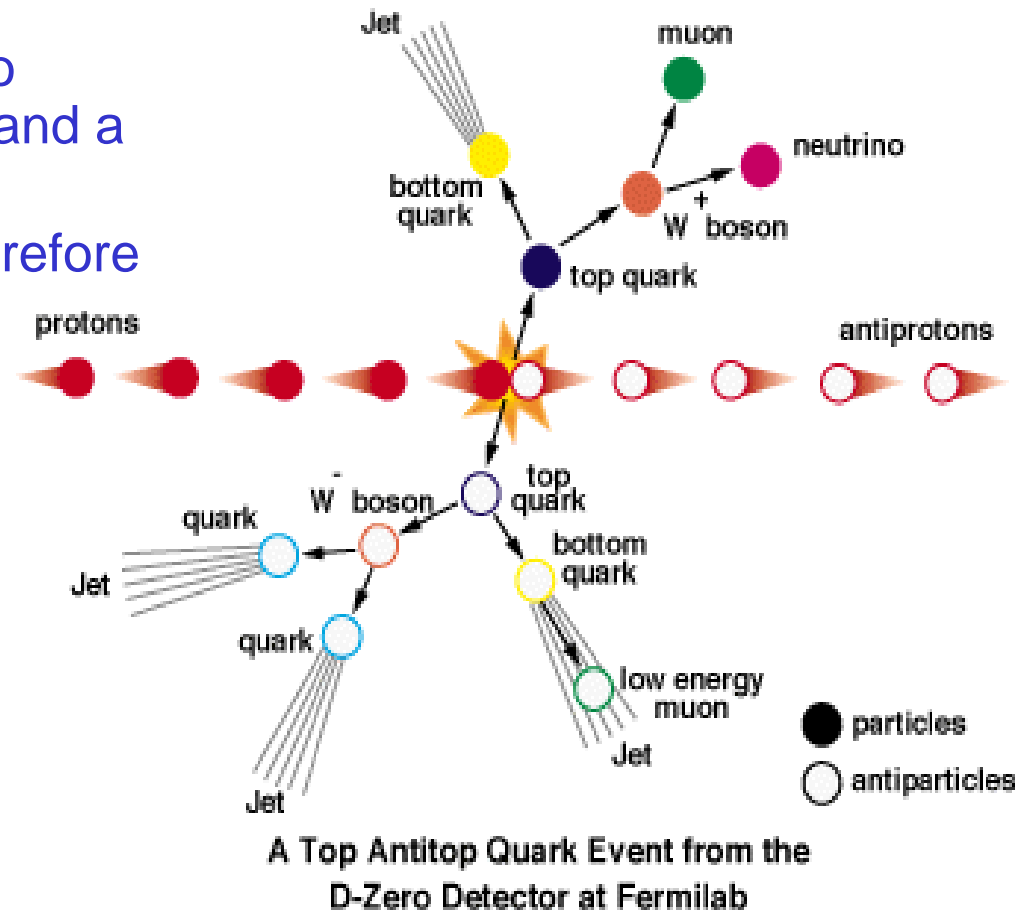 o
and a
refore
Jet
muon
neutrino
bottom
quark
+
W boson
top quark
protons
antiprotons
top
quark
-
W boson
quark
Jet
bottom
quark
quark
low energy
muon
Jet
Jet
particles
antiparticles
A Top Antitop Quark Event from the
D-Zero Detector at Fermilab